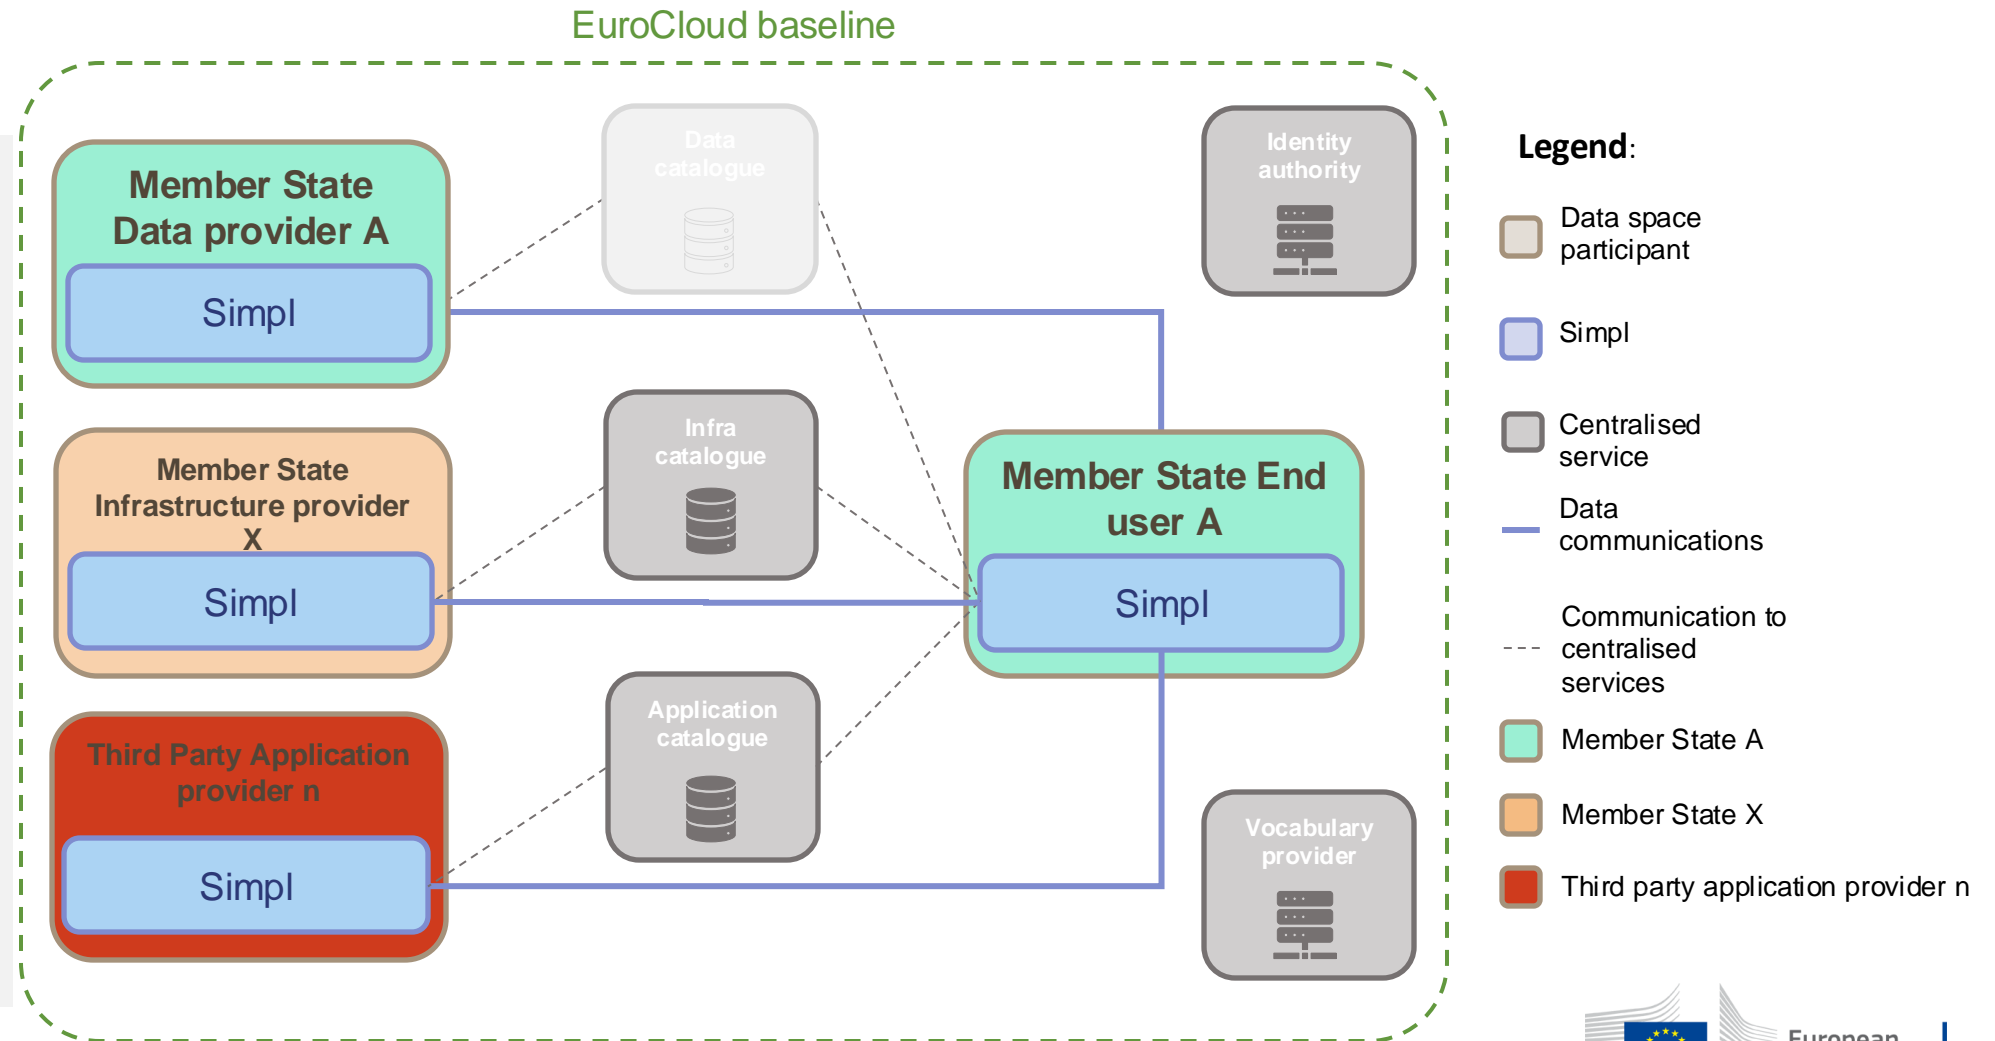 EuroCloud baseline
Member State
Data provider A
Simpl
Data
catalogue
Identity
authority
Member State
Infrastructure provider
X
Simpl
Infra
catalogue
Member State End
user A
Simpl
Third Party Application
provider n
Simpl
Application
catalogue
Vocabulary
provider
Legend:
Data space
participant
Simpl
Centralised
service
Data
communications
Communication to
centralised
services
Member State A
Member State X
Third party application provider n
European